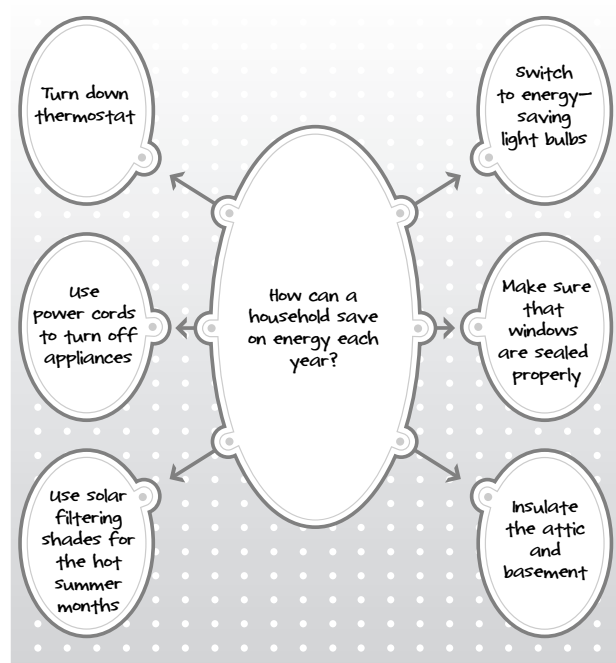 Turn down
thermostat
Switch
to energy—
saving
light bulbs
Use
power cords
to turn off
appliances
How can a
household save
on energy each
year?
Make sure
that
windows
are sealed
properly
Use solar
filtering
shades for
the hot
summer
months
Insulate
the attic
and
basement